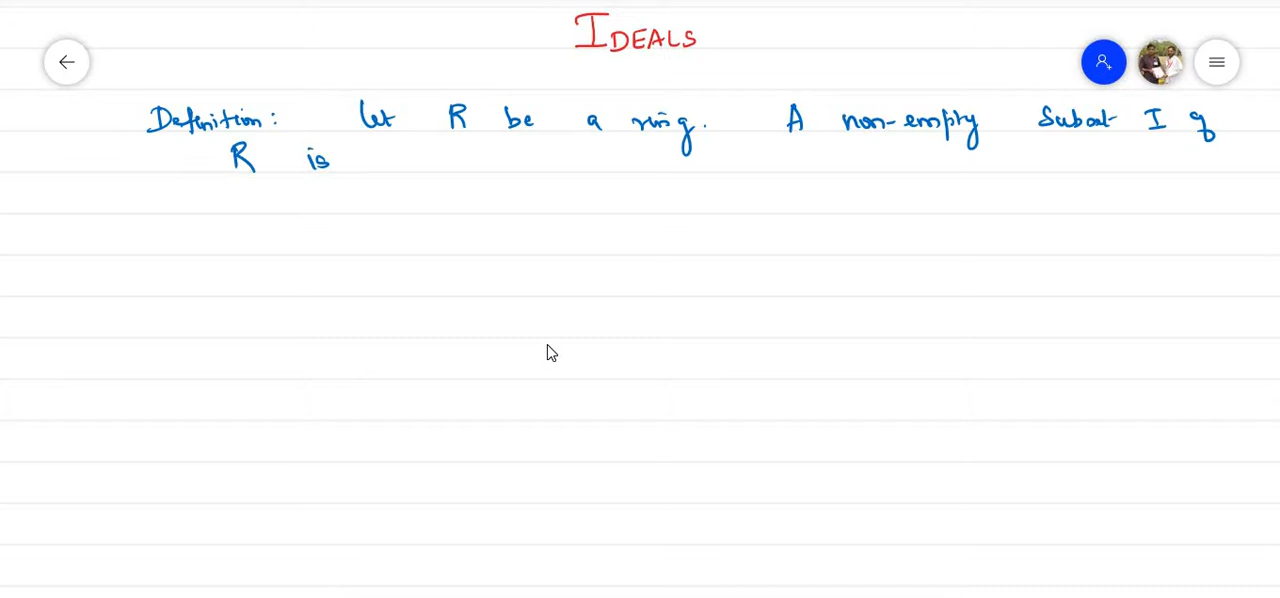 IDEALS
Definition: Let R be a ring. A non-empty Subset I of
R is